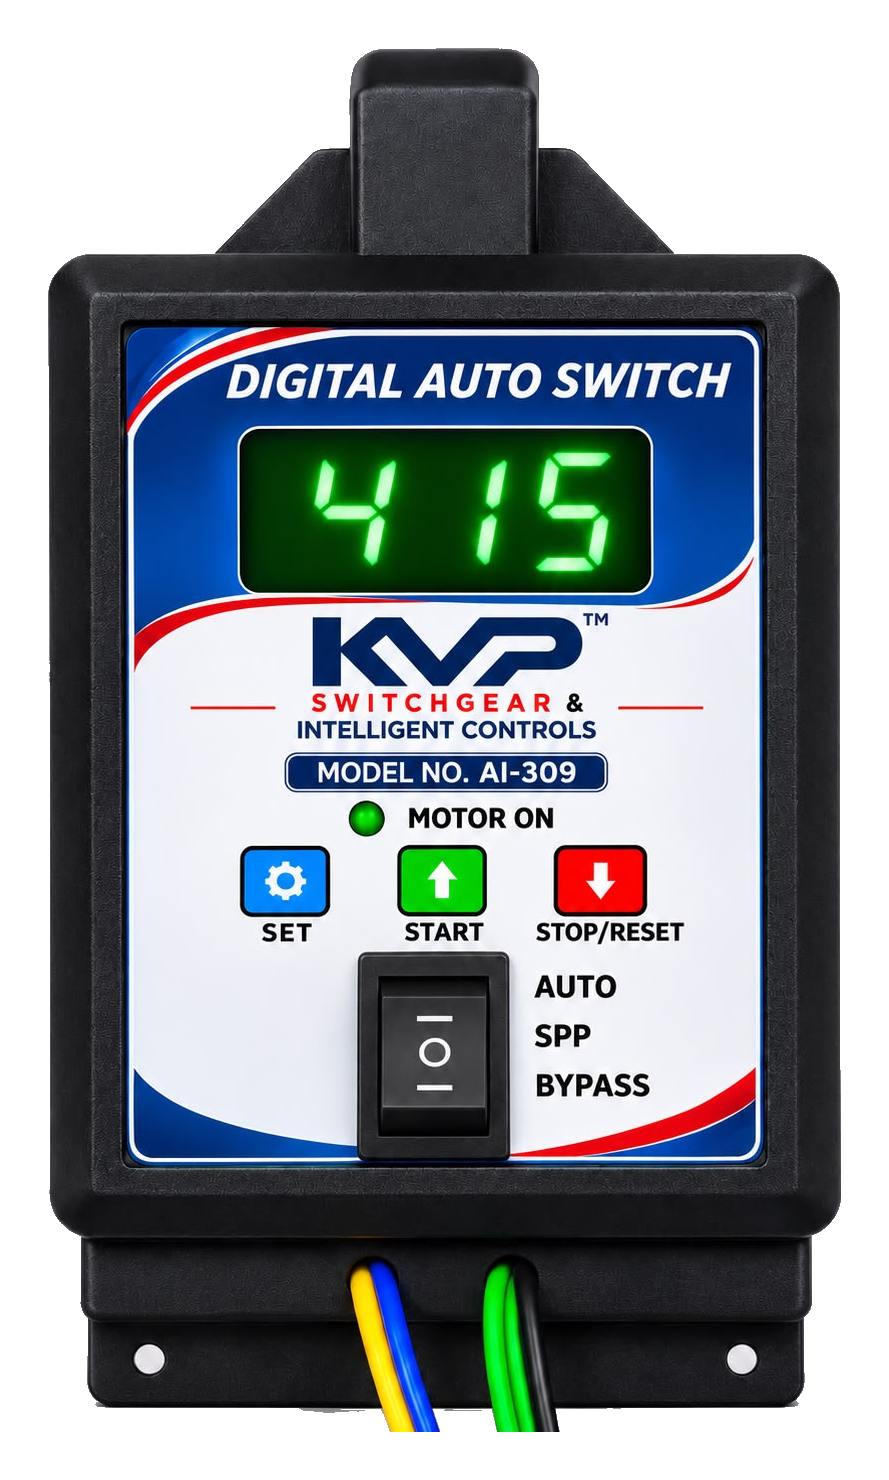 DIGITAL AUTO SWITCH
415
KVP™
SWITCHGEAR &
INTELLIGENT CONTROLS
MODEL NO. AI-309
MOTOR ON
SET
START
STOP/RESET
AUTO
SPP
BYPASS